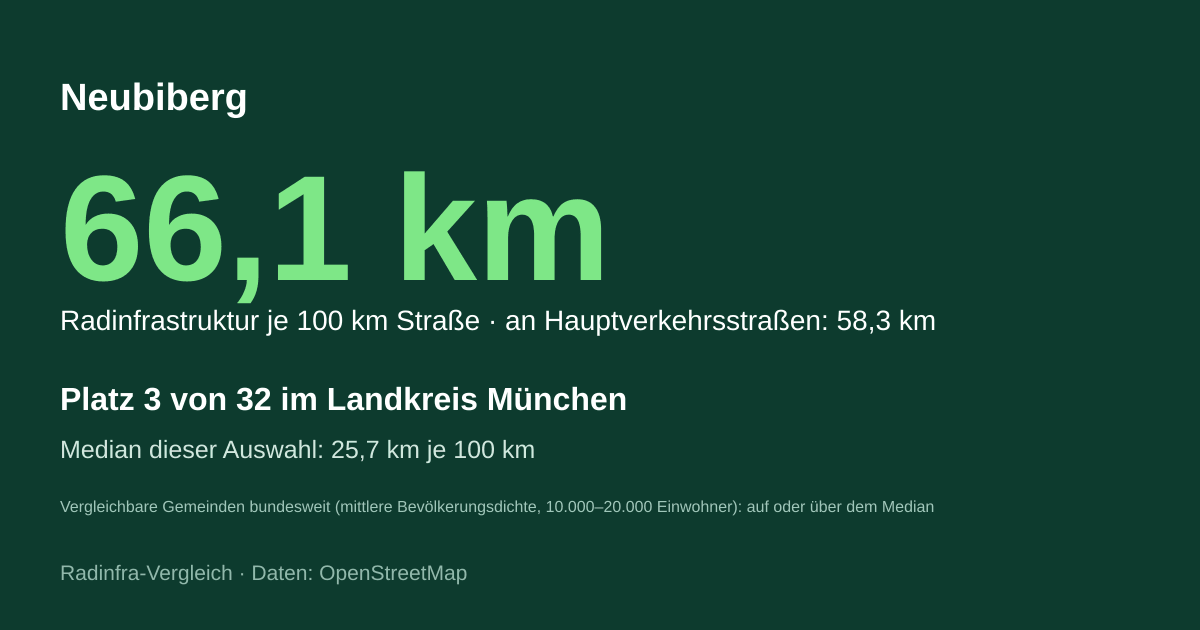 Neubiberg
66,1 km
Radinfrastruktur je 100 km Straße · an Hauptverkehrsstraßen: 58,3 km
Platz 3 von 32 im Landkreis München
Median dieser Auswahl: 25,7 km je 100 km
Vergleichbare Gemeinden bundesweit (mittlere Bevölkerungsdichte, 10.000–20.000 Einwohner): auf oder über dem Median
Radinfra-Vergleich · Daten: OpenStreetMap